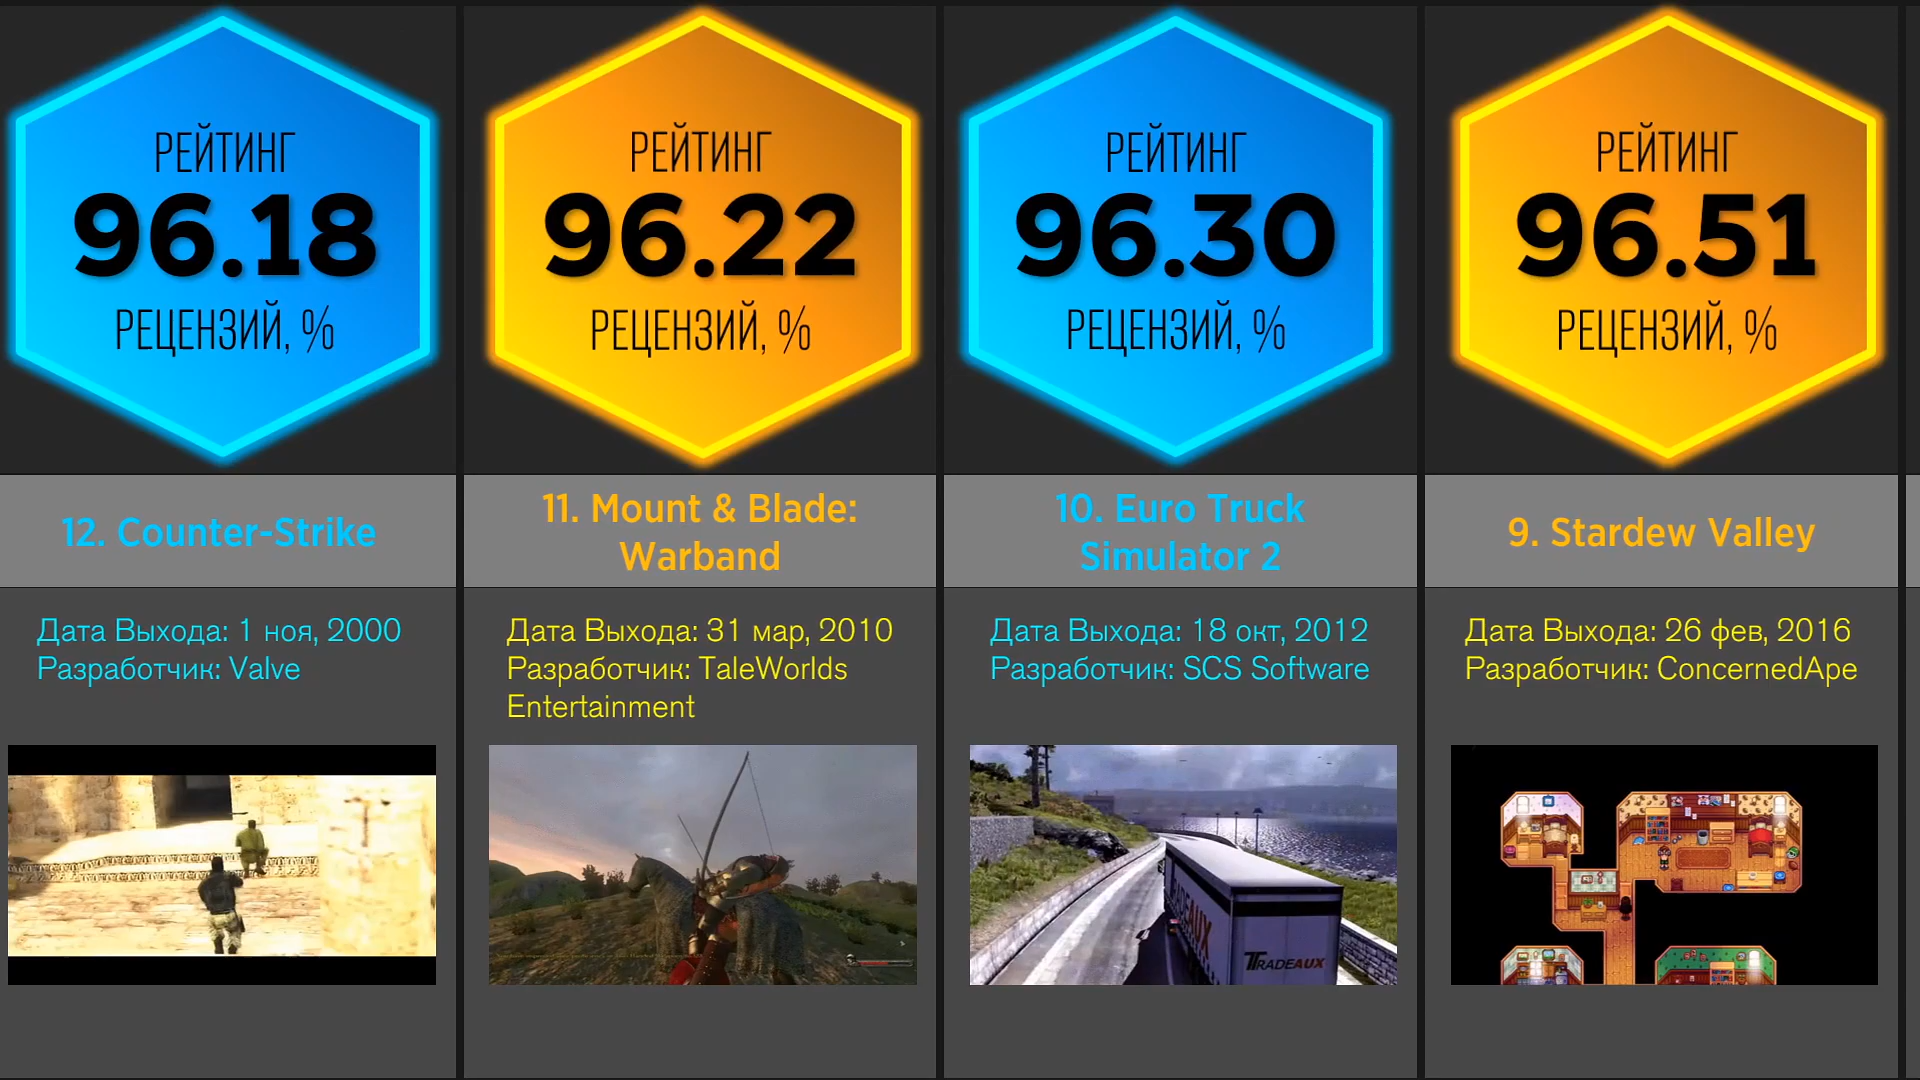 РЕЙТИНГ
96.18
РЕЦЕНЗИЙ, %
12. Counter-Strike
Дата Выхода: 1 ноя, 2000
Разработчик: Valve
РЕЙТИНГ
96.22
РЕЦЕНЗИЙ, %
11. Mount & Blade:
Warband
Дата Выхода: 31 мар, 2010
Разработчик: TaleWorlds
Entertainment
РЕЙТИНГ
96.30
РЕЦЕНЗИЙ, %
10. Euro Truck
Simulator 2
Дата Выхода: 18 окт, 2012
Разработчик: SCS Software
TRADEAUX
РЕЙТИНГ
96.51
РЕЦЕНЗИЙ, %
9. Stardew Valley
Дата Выхода: 26 фев, 2016
Разработчик: ConcernedApe